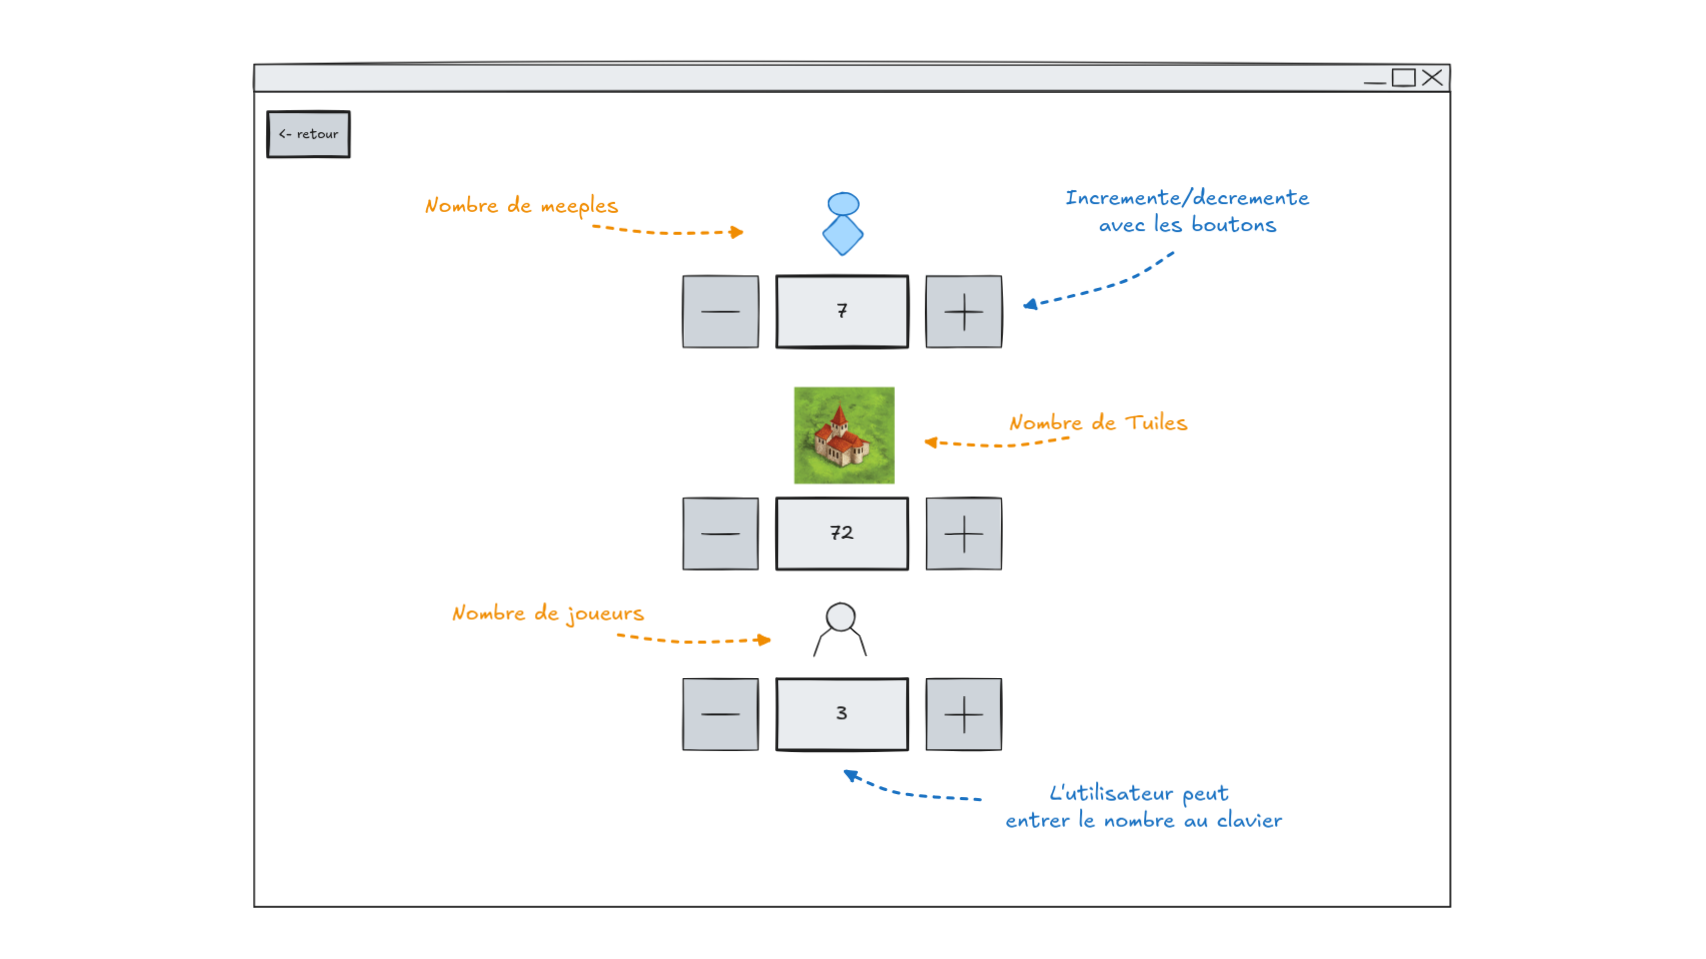 <- retour
Nombre de meeples
Incremente/decremente
avec les boutons
7
Nombre de Tuiles
72
Nombre de joueurs
3
L'utilisateur peut
entrer le nombre au clavier